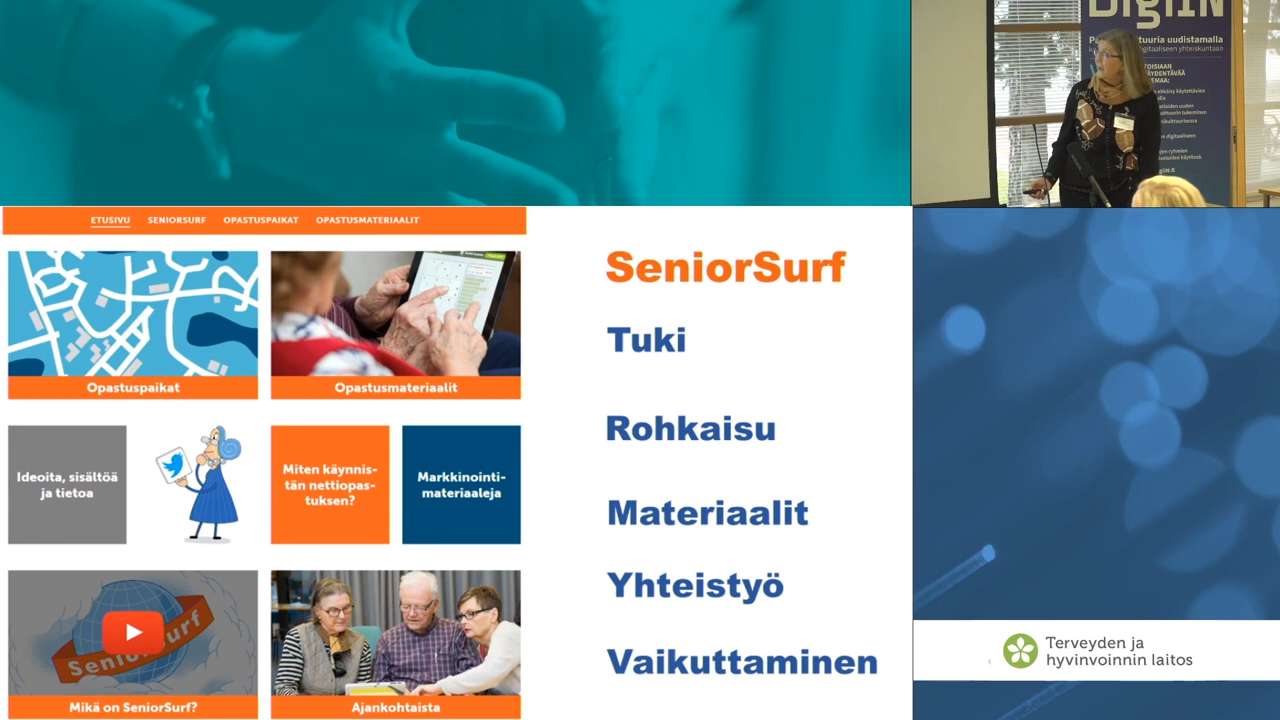 DigiIN
ETUSIVU SENIORSURF OPASTUSPAIKAT OPASTUSMATERIAALIT
Opastuspaikat
Opastusmateriaalit
Ideoita, sisältöä
ja tietoa
Miten käynnis-
tän nettiopas-
tuksen?
Markkinointi-
materiaaleja
Mikä on SeniorSurf?
Ajankohtaista
SeniorSurf
Tuki
Rohkaisu
Materiaalit
Yhteistyö
Vaikuttaminen
Terveyden ja
hyvinvoinnin laitos